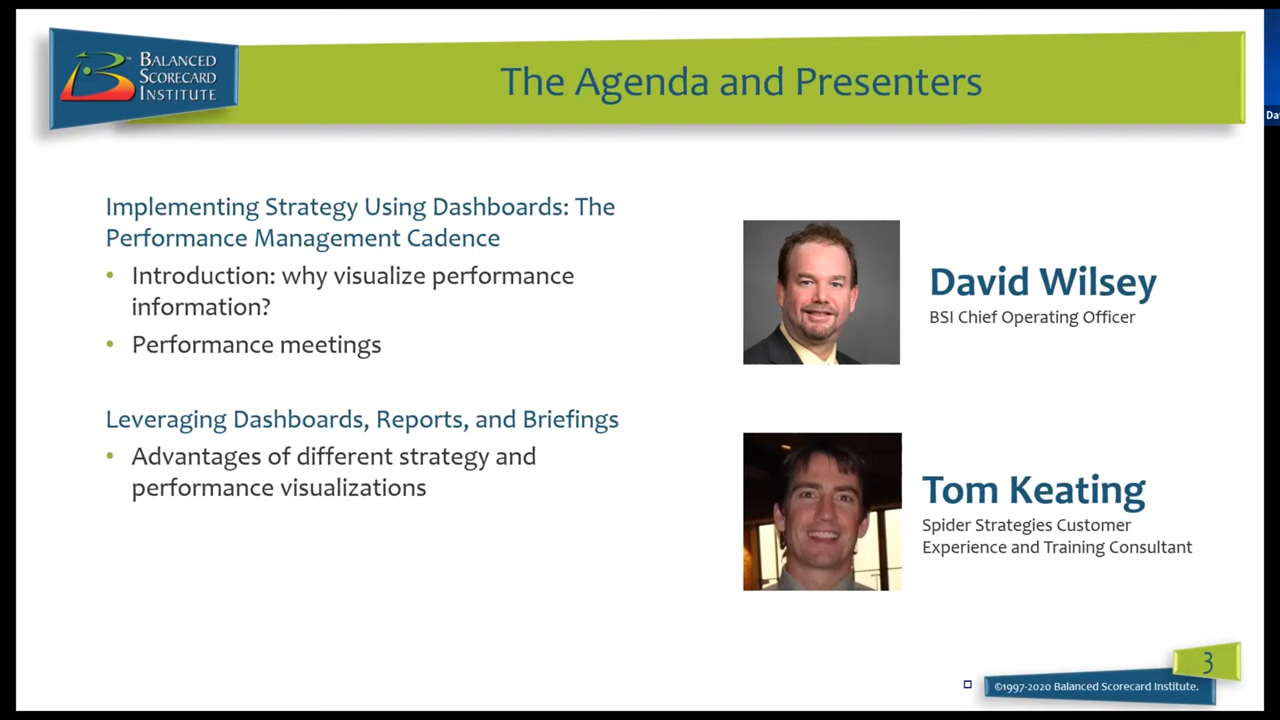 BALANCED
SCORECARD
INSTITUTE
The Agenda and Presenters
Da
Implementing Strategy Using Dashboards: The
Performance Management Cadence
• Introduction: why visualize performance
information?
• Performance meetings
Leveraging Dashboards, Reports, and Briefings
• Advantages of different strategy and
performance visualizations
David Wilsey
BSI Chief Operating Officer
Tom Keating
Spider Strategies Customer
Experience and Training Consultant
3
©1997-2020 Balanced Scorecard Institute.